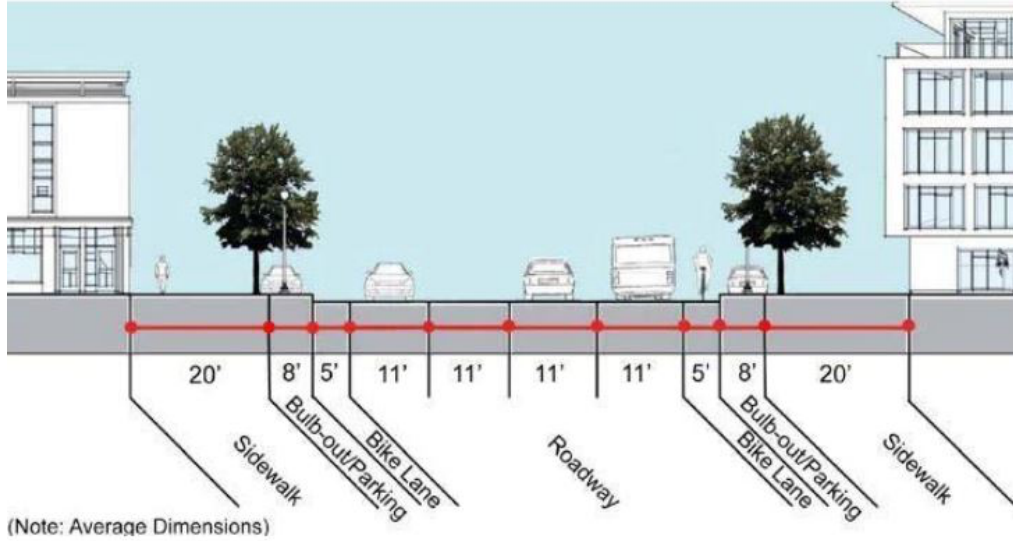 20’ 8’ 5’ 11’ 11’ 11’ 11’ 5’ 8’ 20’
Sidewalk
Bulb-out/Parking
Bike Lane
Roadway
Bike Lane
Bulb-out/Parking
Sidewalk
(Note: Average Dimensions)